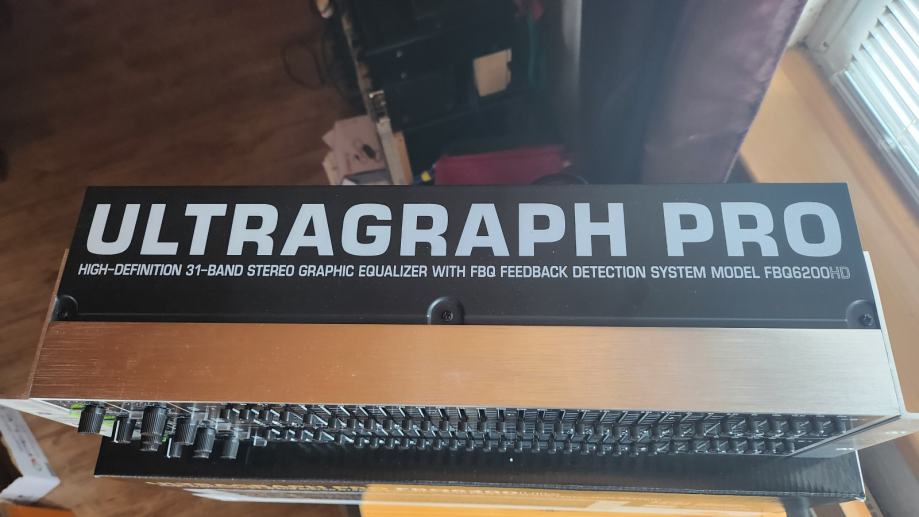 ULTRAGRAPH PRO
HIGH-DEFINITION 31-BAND STEREO GRAPHIC EQUALIZER WITH FBQ FEEDBACK DETECTION SYSTEM MODEL FBQ6200HD